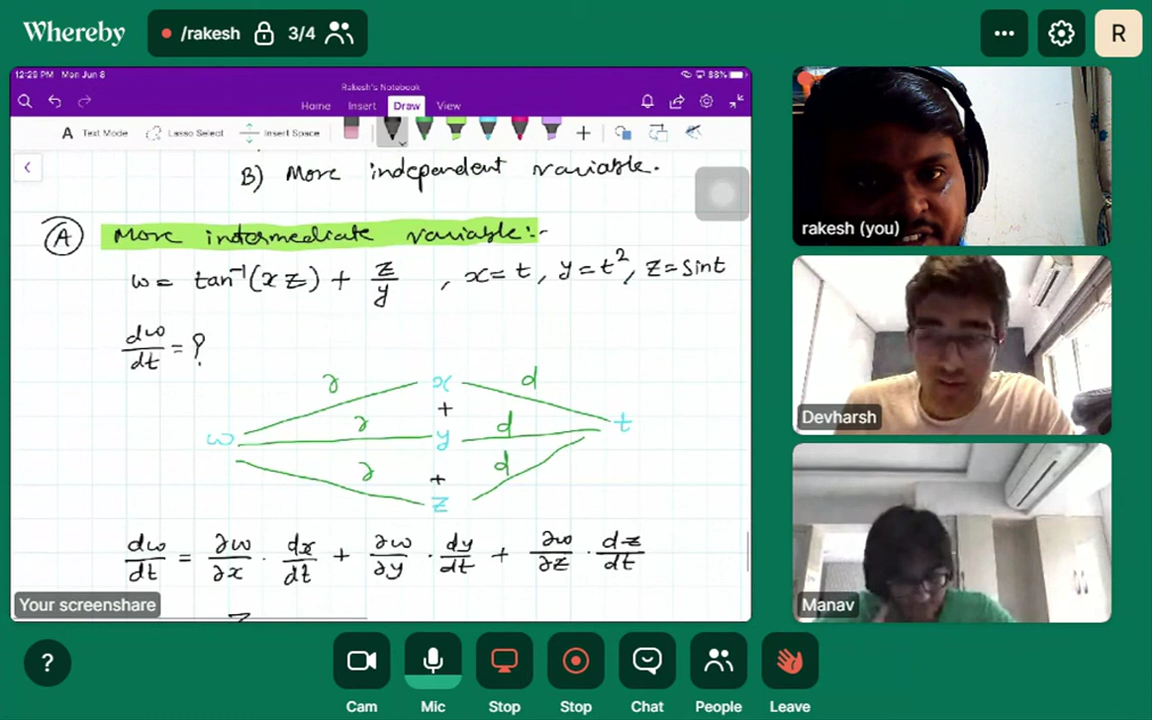 Whereby
/rakesh 3/4
R
12:29 PM Mon Jun 8
88%
Rakesh's Notebook
Home Insert Draw View
A Text Mode Lasso Select Insert Space
B) More independent variable.
A More intermediate variable:-
w = tan⁻¹(xz) + z/y , x = t, y = t², z = sint
dw/dt = ?
∂ x d
+
w ∂ y d t
∂ + d
z
dw/dt = ∂w/∂x · dx/dt + ∂w/∂y · dy/dt + ∂w/∂z · dz/dt
Your screenshare
rakesh (you)
Devharsh
Manav
?
Cam Mic Stop Stop Chat People Leave